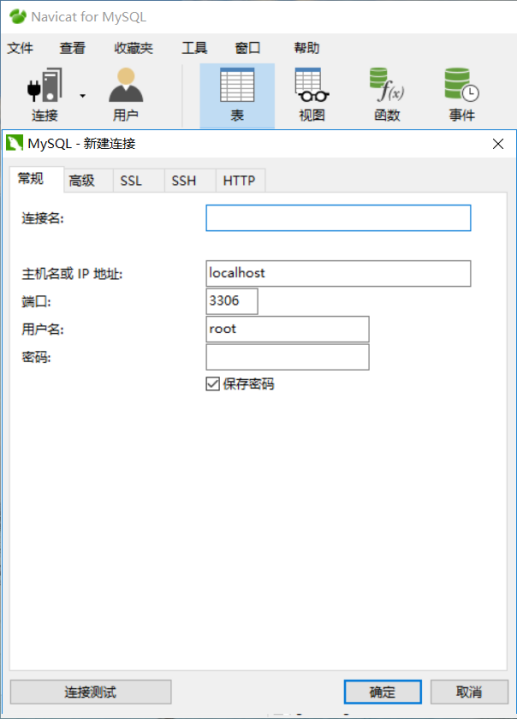 Navicat for MySQL
文件 查看 收藏夹 工具 窗口 帮助
f(x)
连接 用户 表 视图 函数 事件
MySQL - 新建连接
常规 高级 SSL SSH HTTP
连接名:
主机名或 IP 地址: localhost
端口: 3306
用户名: root
密码:
保存密码
连接测试 确定 取消